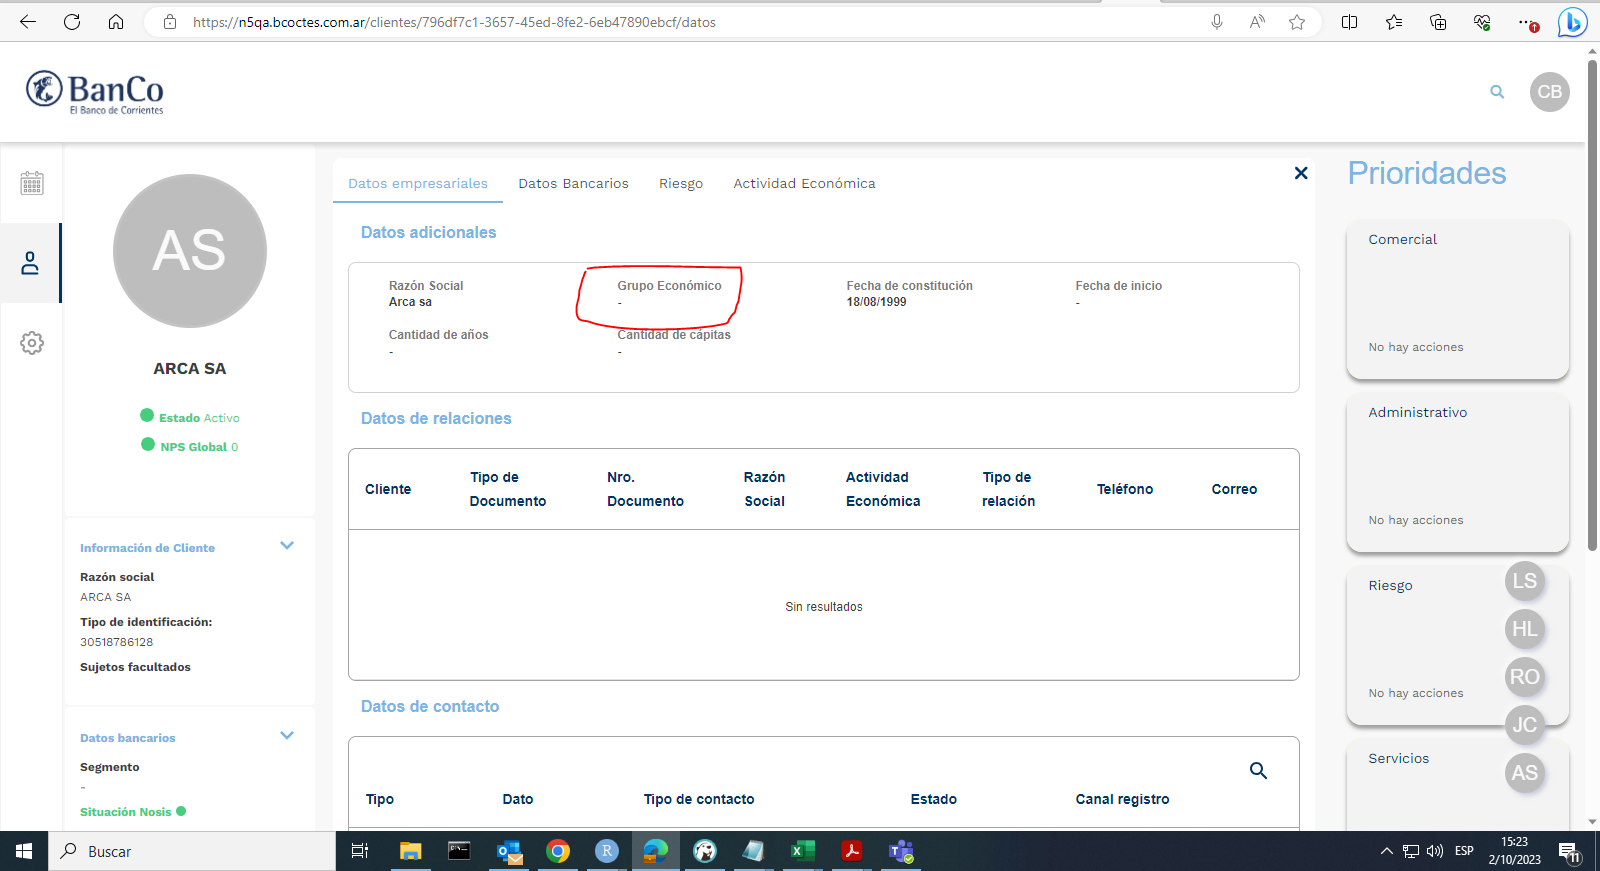 https://n5qa.bcoctes.com.ar/clientes/796df7c1-3657-45ed-8fe2-6eb47890ebcf/datos
BanCo
El Banco de Corrientes
CB
AS
ARCA SA
Estado Activo
NPS Global 0
Información de Cliente
Razón social
ARCA SA
Tipo de identificación:
30518786128
Sujetos facultados
Datos bancarios
Segmento
-
Situación Nosis
Datos empresariales
Datos Bancarios
Riesgo
Actividad Económica
Datos adicionales
Razón Social
Arca sa
Grupo Económico
-
Fecha de constitución
18/08/1999
Fecha de inicio
-
Cantidad de años
-
Cantidad de cápitas
-
Datos de relaciones
Cliente
Tipo de
Documento
Nro.
Documento
Razón
Social
Actividad
Económica
Tipo de
relación
Teléfono
Correo
Sin resultados
Datos de contacto
Tipo
Dato
Tipo de contacto
Estado
Canal registro
Prioridades
Comercial
No hay acciones
Administrativo
No hay acciones
Riesgo
No hay acciones
Servicios
LS
HL
RO
JC
AS
Buscar
ESP
15:23
2/10/2023
11